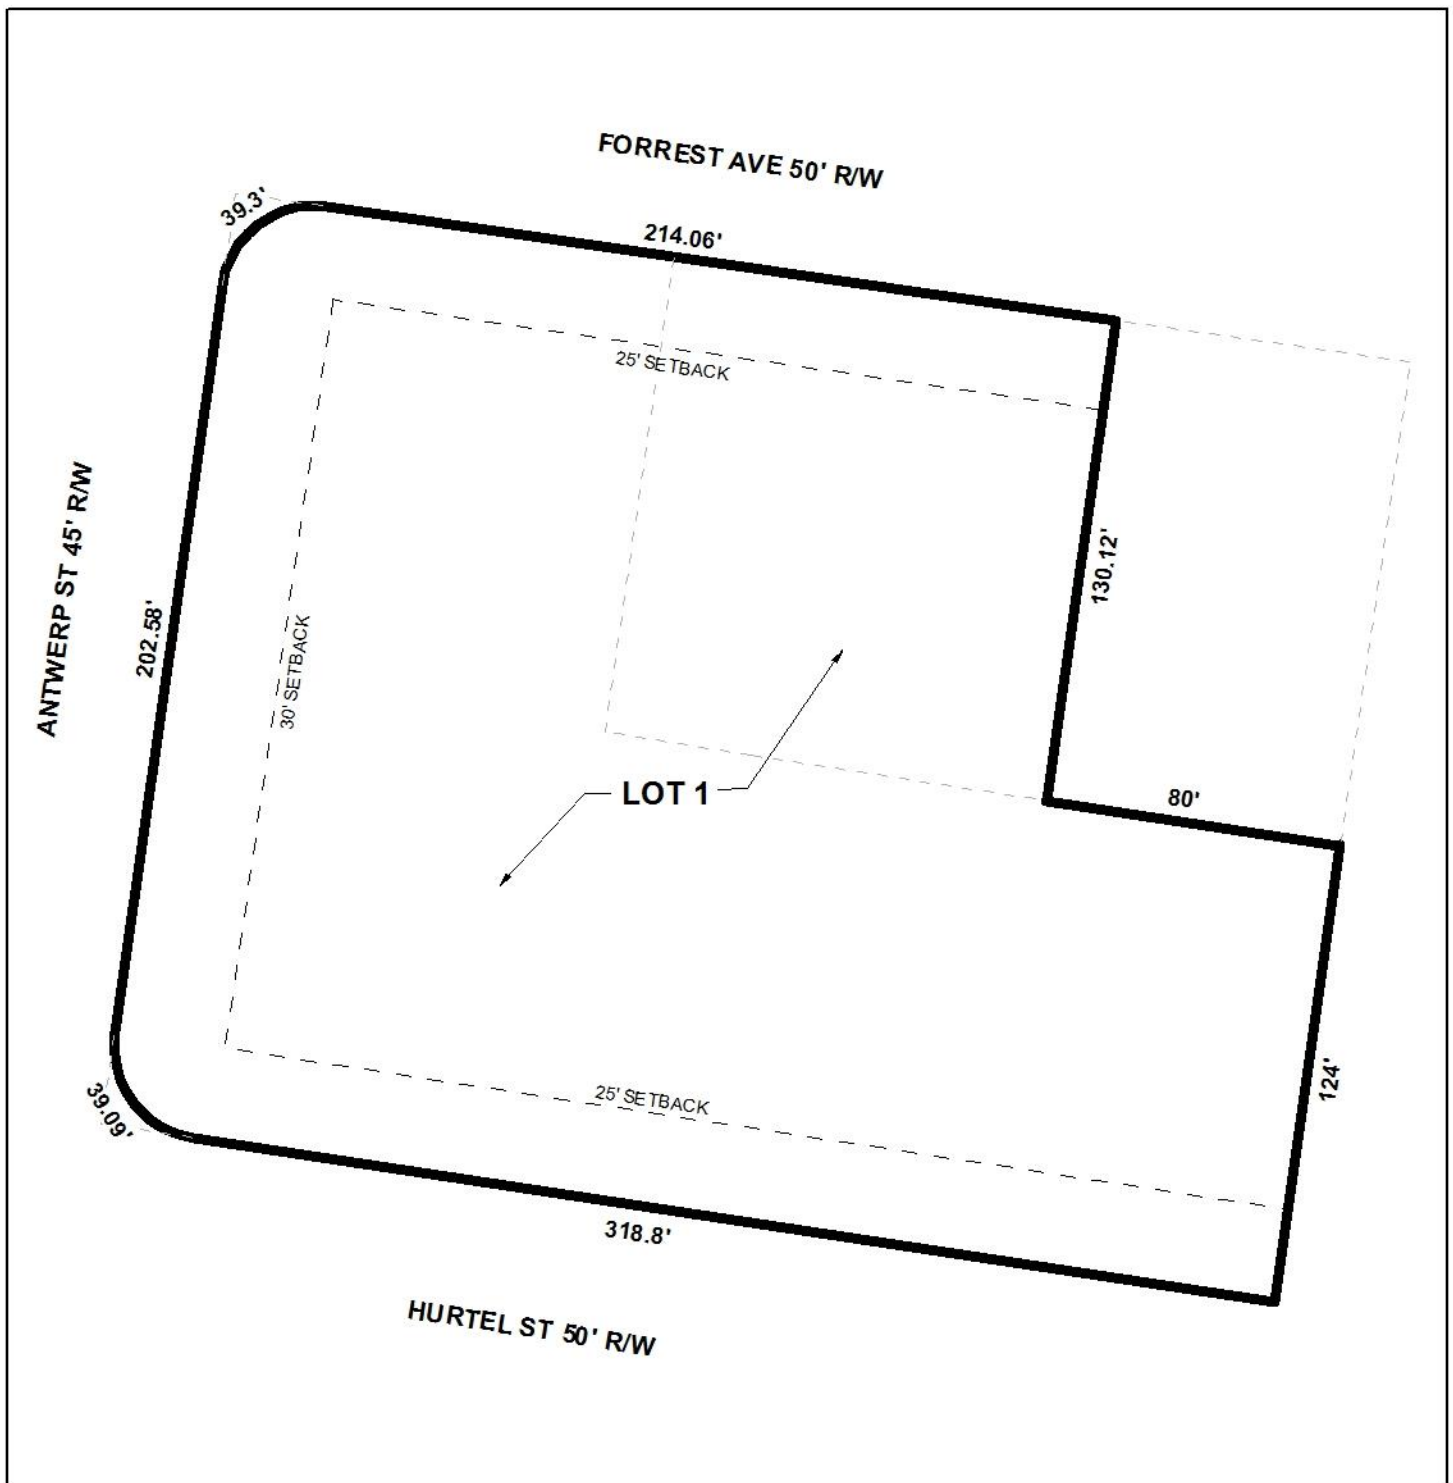 FORREST AVE 50' R/W
39.3'
214.06'
25' SETBACK
ANTWERP ST 45' R/W
202.58'
30' SETBACK
130.12'
LOT 1
80'
124'
25' SETBACK
39.09'
318.8'
HURTEL ST 50' R/W